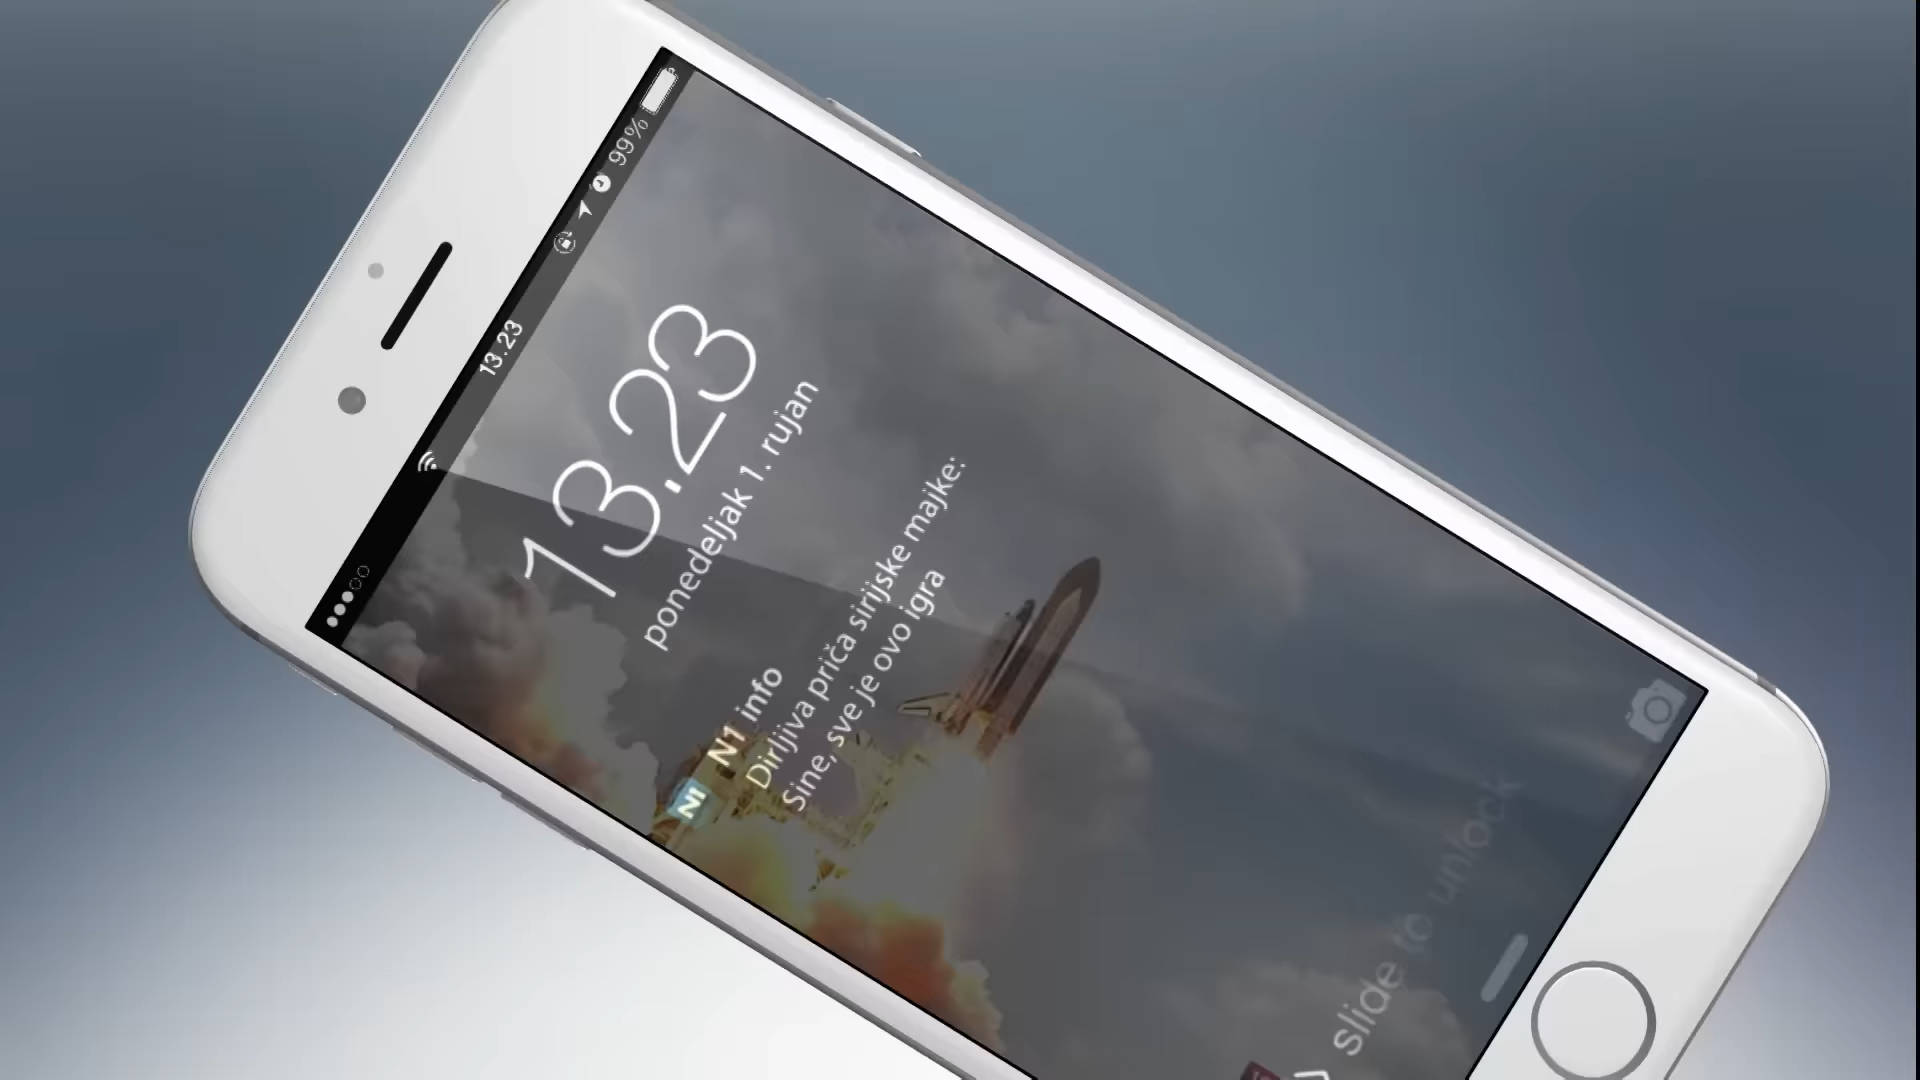 99%
13.23
13.23
ponedeljak 1. rujan
N1 info
Dirljiva priča sirijske majke:
Sine, sve je ovo igra
N1
slide to unlock